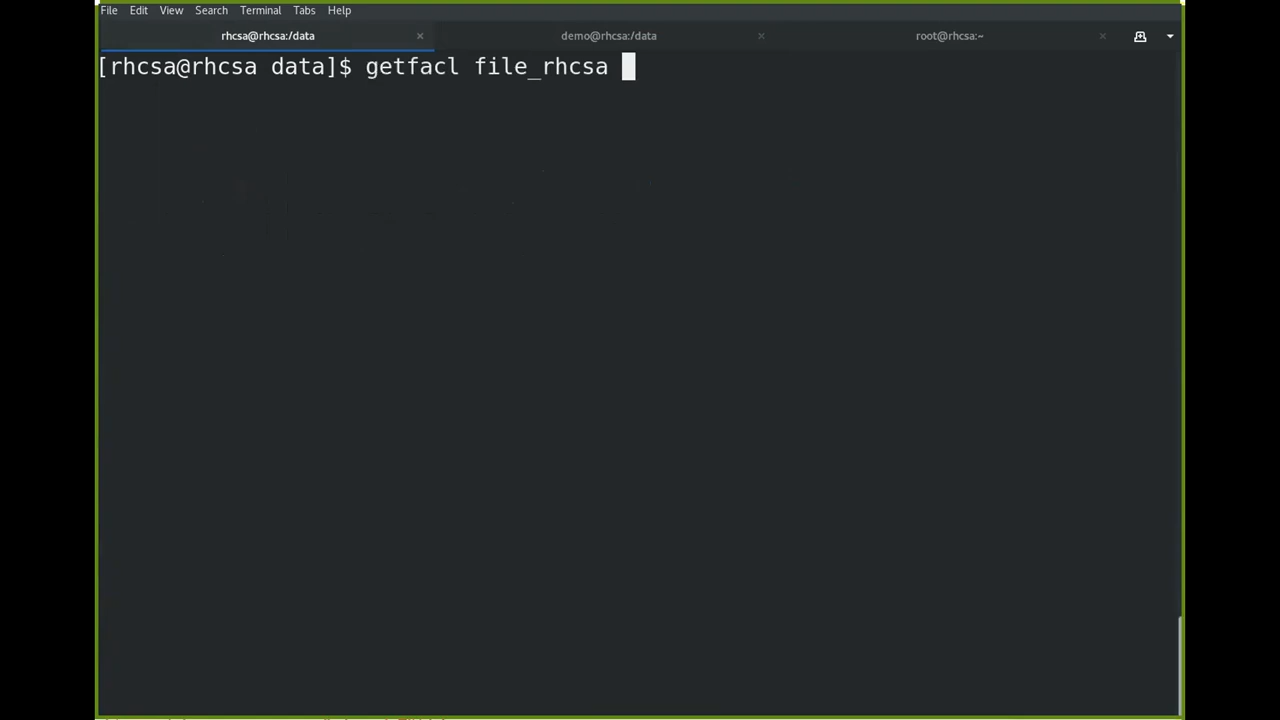 File Edit View Search Terminal Tabs Help
rhcsa@rhcsa:/data × demo@rhcsa:/data × root@rhcsa:~ ×
[rhcsa@rhcsa data]$ getfacl file_rhcsa